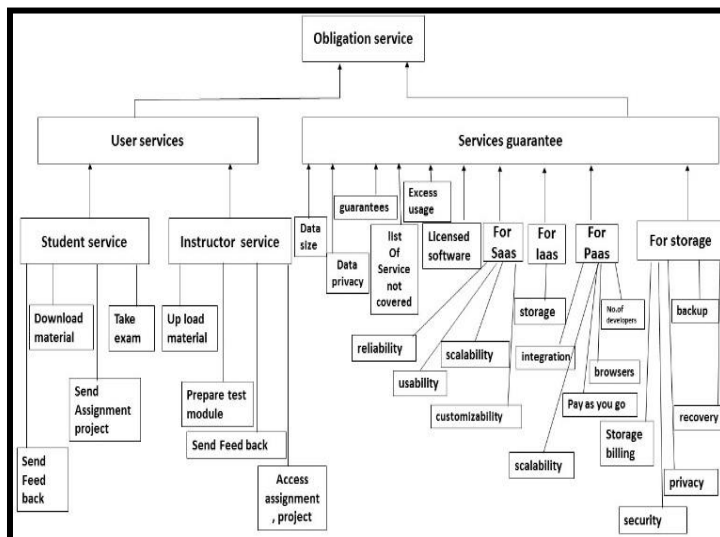 Obligation service
User services
Services guarantee
Student service
Instructor service
Data
size
Data
privacy
guarantees
list
Of
Service
not
covered
Excess
usage
Licensed
software
For
Saas
For
Iaas
For
Paas
For storage
Download
material
Take
exam
Send
Assignment
project
Send
Feed
back
Up load
material
Prepare test
module
Send Feed back
Access
assignment
, project
reliability
usability
scalability
customizability
storage
integration
No.of
developers
browsers
Pay as you go
scalability
Storage
billing
backup
recovery
privacy
security